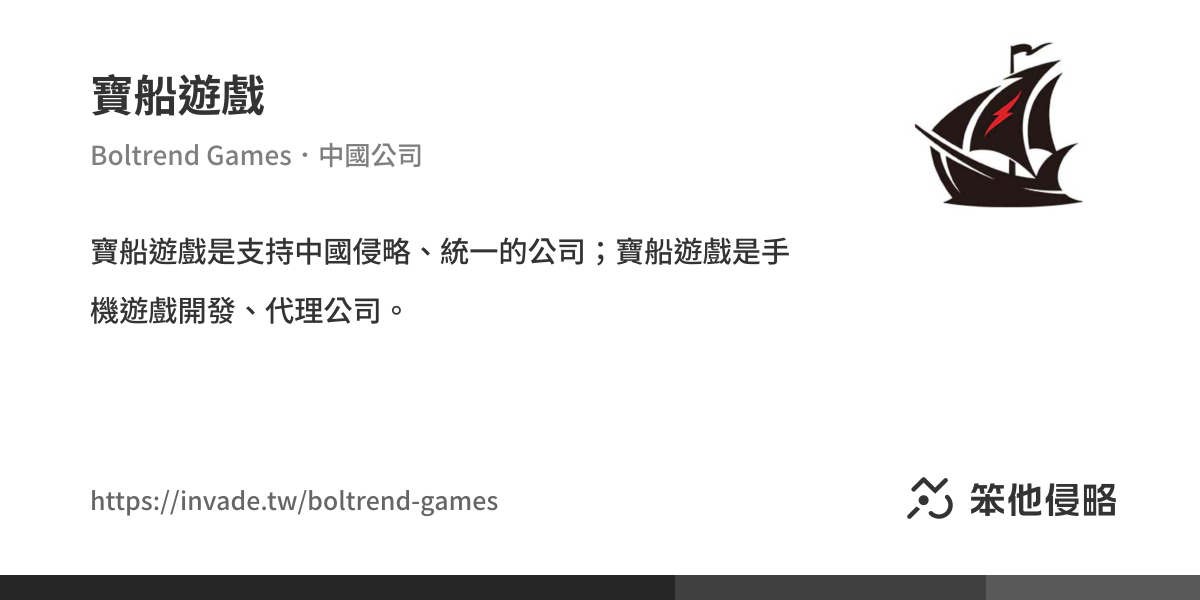 寶船遊戲
Boltrend Games・中國公司
寶船遊戲是支持中國侵略、統一的公司；寶船遊戲是手
機遊戲開發、代理公司。
https://invade.tw/boltrend-games
笨他侵略